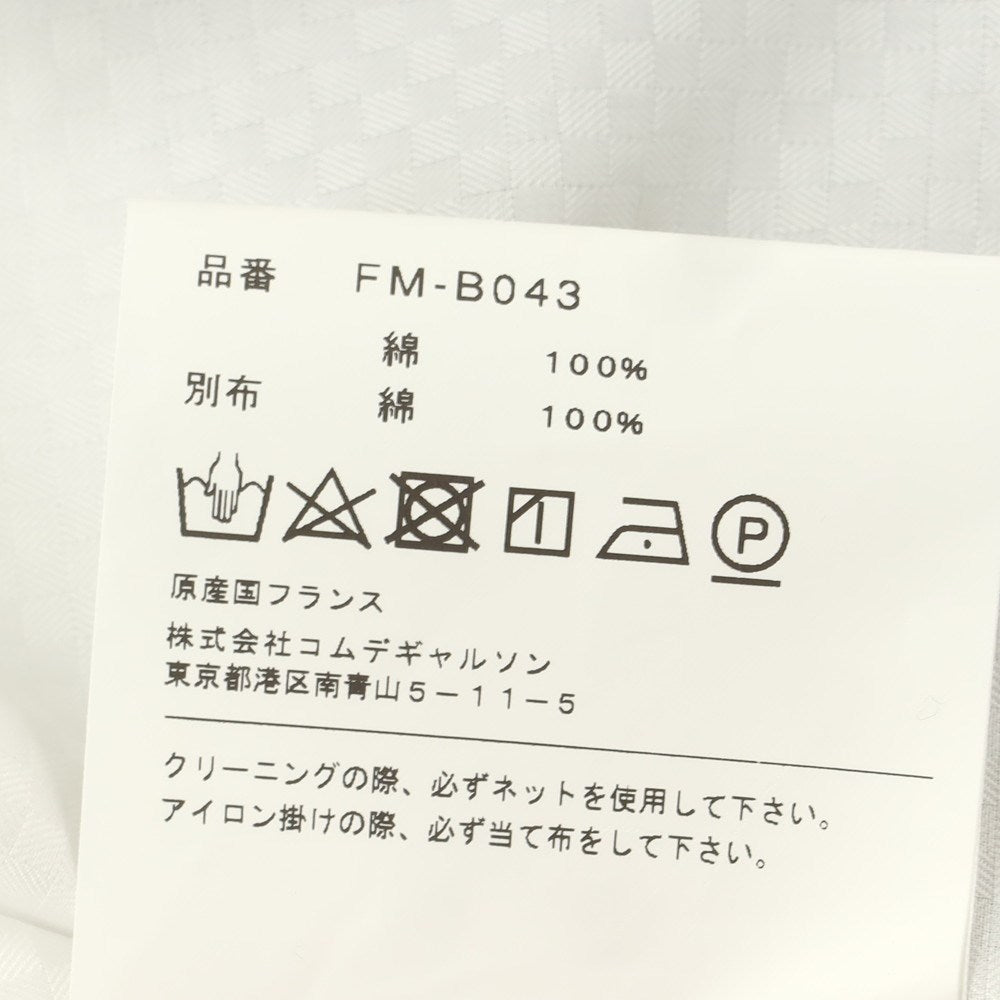 品番 FM-B043
綿 100%
別布 綿 100%
P
原産国フランス
株式会社コムデギャルソン
東京都港区南青山5-11-5
クリーニングの際、必ずネットを使用して下さい。
アイロン掛けの際、必ず当て布をして下さい。